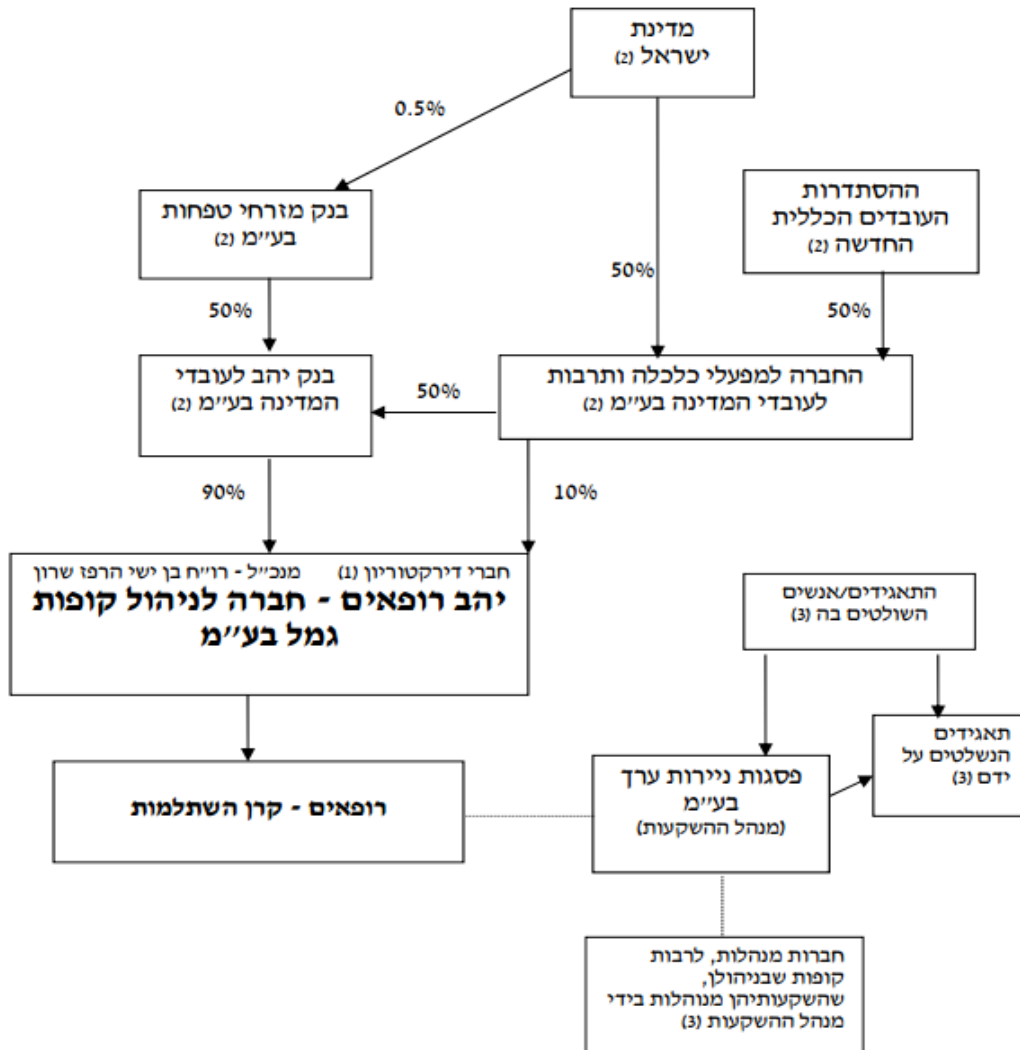 מדינת
ישראל (2)
0.5%
בנק מזרחי טפחות
בע"מ (2)
ההסתדרות
העובדים הכללית
החדשה (2)
50%
50%
50%
בנק יהב לעובדי
המדינה בע"מ (2)
50%
החברה למפעלי כלכלה ותרבות
לעובדי המדינה בע"מ (2)
90%
10%
חברי דירקטוריון (1) מנכ"ל - רו"ח בן ישי הרפז שרון
יהב רופאים - חברה לניהול קופות
גמל בע"מ
התאגידים/אנשים
השולטים בה (3)
תאגידים
הנשלטים על
ידם (3)
פסגות ניירות ערך
בע"מ
(מנהל ההשקעות)
רופאים - קרן השתלמות
חברות מנהלות, לרבות
קופות שבניהולן,
שהשקעותיהן מנוהלות בידי
מנהל ההשקעות (3)